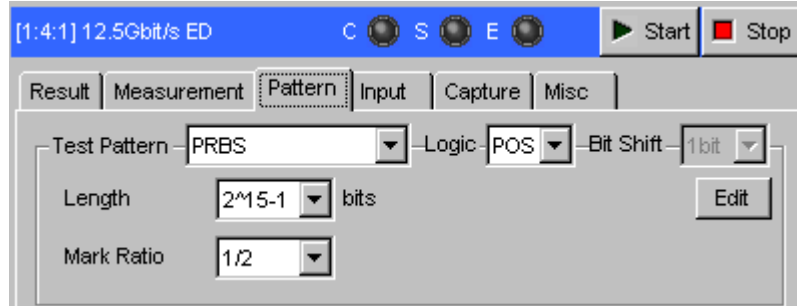 [1:4:1] 12.5Gbit/s ED C S E Start Stop
Result Measurement Pattern Input Capture Misc
Test Pattern PRBS Logic POS Bit Shift 1bit
Length 2^15-1 bits Edit
Mark Ratio 1/2